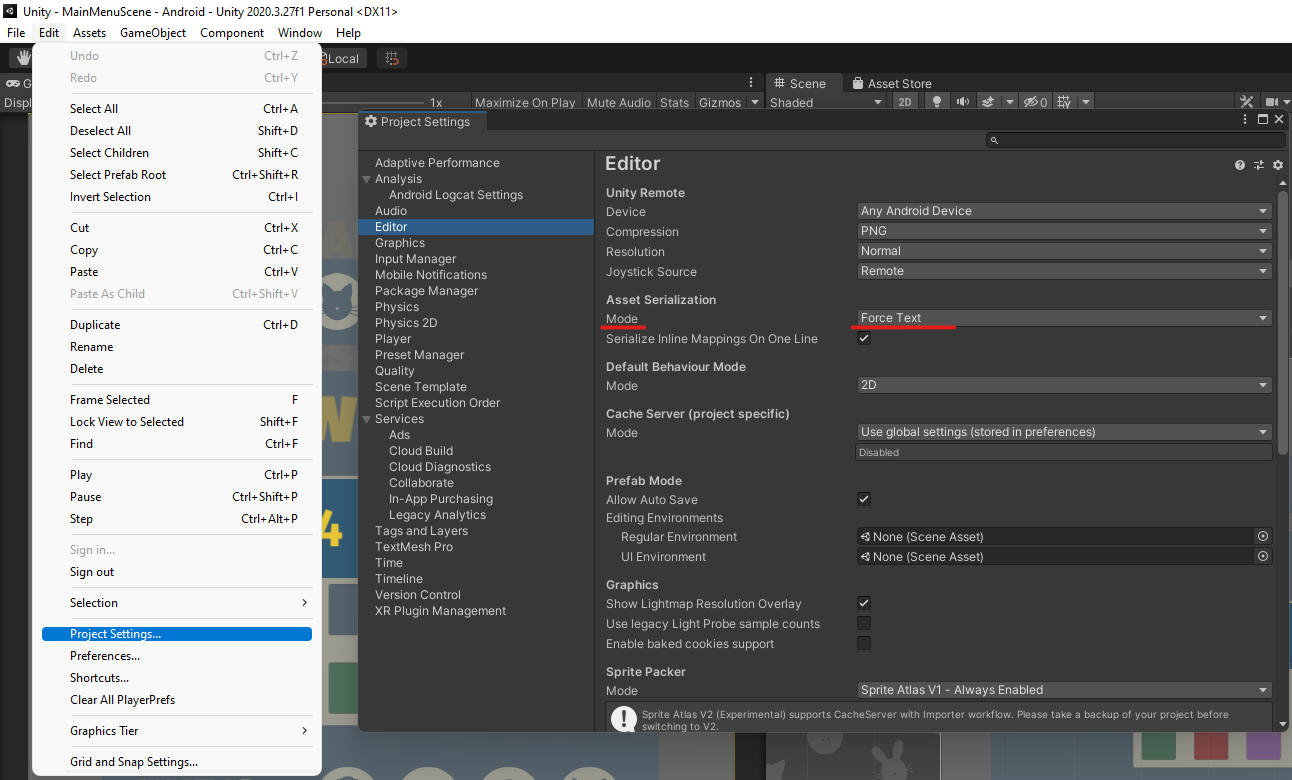 Unity - MainMenuScene - Android - Unity 2020.3.27f1 Personal <DX11>
File Edit Assets GameObject Component Window Help
Undo Ctrl+Z
Redo Ctrl+Y
Select All Ctrl+A
Deselect All Shift+D
Select Children Shift+C
Select Prefab Root Ctrl+Shift+R
Invert Selection Ctrl+I
Cut Ctrl+X
Copy Ctrl+C
Paste Ctrl+V
Paste As Child Ctrl+Shift+V
Duplicate Ctrl+D
Rename
Delete
Frame Selected F
Lock View to Selected Shift+F
Find Ctrl+F
Play Ctrl+P
Pause Ctrl+Shift+P
Step Ctrl+Alt+P
Sign in...
Sign out
Selection
Project Settings...
Preferences...
Shortcuts...
Clear All PlayerPrefs
Graphics Tier
Grid and Snap Settings...
Local
G
Displ
1x Maximize On Play Mute Audio Stats Gizmos
Scene Asset Store
Shaded 2D 0
W
4
Project Settings
Adaptive Performance
Analysis
Android Logcat Settings
Audio
Editor
Graphics
Input Manager
Mobile Notifications
Package Manager
Physics
Physics 2D
Player
Preset Manager
Quality
Scene Template
Script Execution Order
Services
Ads
Cloud Build
Cloud Diagnostics
Collaborate
In-App Purchasing
Legacy Analytics
Tags and Layers
TextMesh Pro
Time
Timeline
Version Control
XR Plugin Management
Editor
Unity Remote
Device Any Android Device
Compression PNG
Resolution Normal
Joystick Source Remote
Asset Serialization
Mode Force Text
Serialize Inline Mappings On One Line
Default Behaviour Mode
Mode 2D
Cache Server (project specific)
Mode Use global settings (stored in preferences)
Disabled
Prefab Mode
Allow Auto Save
Editing Environments
Regular Environment None (Scene Asset)
UI Environment None (Scene Asset)
Graphics
Show Lightmap Resolution Overlay
Use legacy Light Probe sample counts
Enable baked cookies support
Sprite Packer
Mode Sprite Atlas V1 - Always Enabled
Sprite Atlas V2 (Experimental) supports CacheServer with Importer workflow. Please take a backup of your project before
switching to V2.